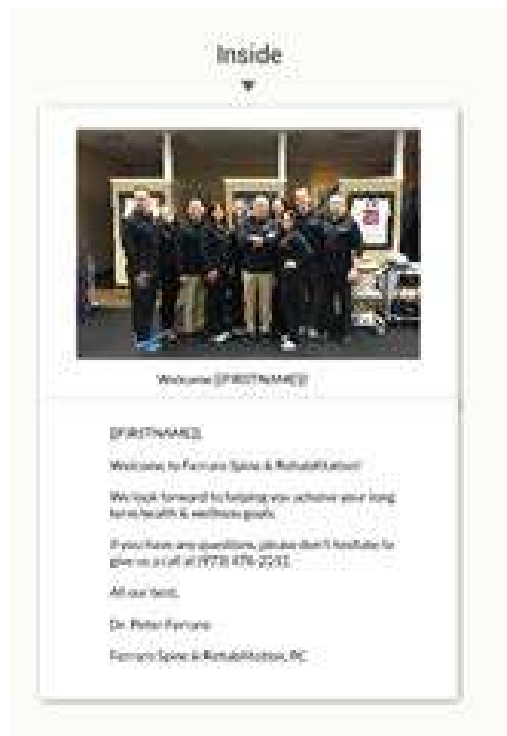 Inside
Welcome [[FIRSTNAME]]!
[[FIRSTNAME]],
Welcome to Ferraro Spine & Rehabilitation!
We look forward to helping you achieve your long
term health & wellness goals.
If you have any questions, please don't hesitate to
give us a call at (973)
All our best,
Dr. Peter Ferraro
Ferraro Spine & Rehabilitation, PC